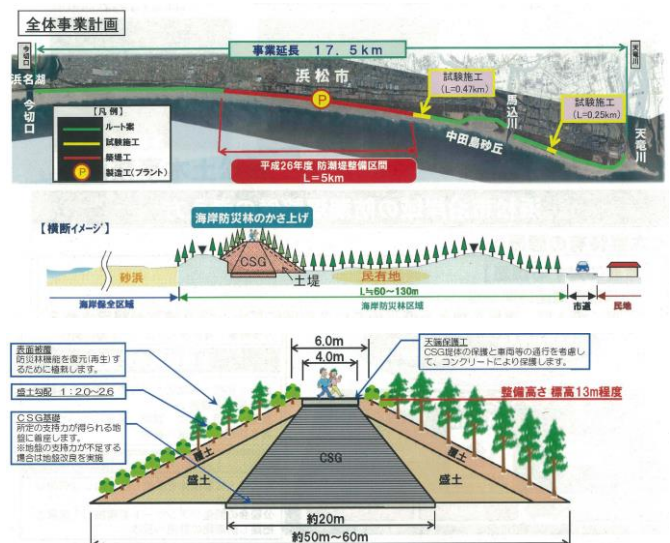 全体事業計画
事業延長 17.5km
今切口
浜名湖
今切口
浜松市
P
試験施工
(L=0.47km)
馬込川
試験施工
(L=0.25km)
天竜川
天竜川
中田島砂丘
【凡例】
ルート案
試験施工
築堤工
P 製造工(プラント)
平成26年度 防潮堤整備区間
L=5km
【横断イメージ】
海岸防災林のかさ上げ
CSG
土堤
砂浜
民有地
L≒60~130m
海岸保全区域
海岸防災林区域
市道
民地
6.0m
4.0m
表面被覆
防災林機能を復元(再生)す
るために植栽します。
盛土勾配 1:2.0~2.6
CSG基礎
所定の支持力が得られる地
盤に着座します。
※地盤の支持力が不足する
場合は地盤改良を実施
天端保護工
CSG堤体の保護と車両等の通行を考慮し
て、コンクリートにより保護します。
整備高さ 標高13m程度
覆土
盛土
CSG
覆土
盛土
約20m
約50m~60m